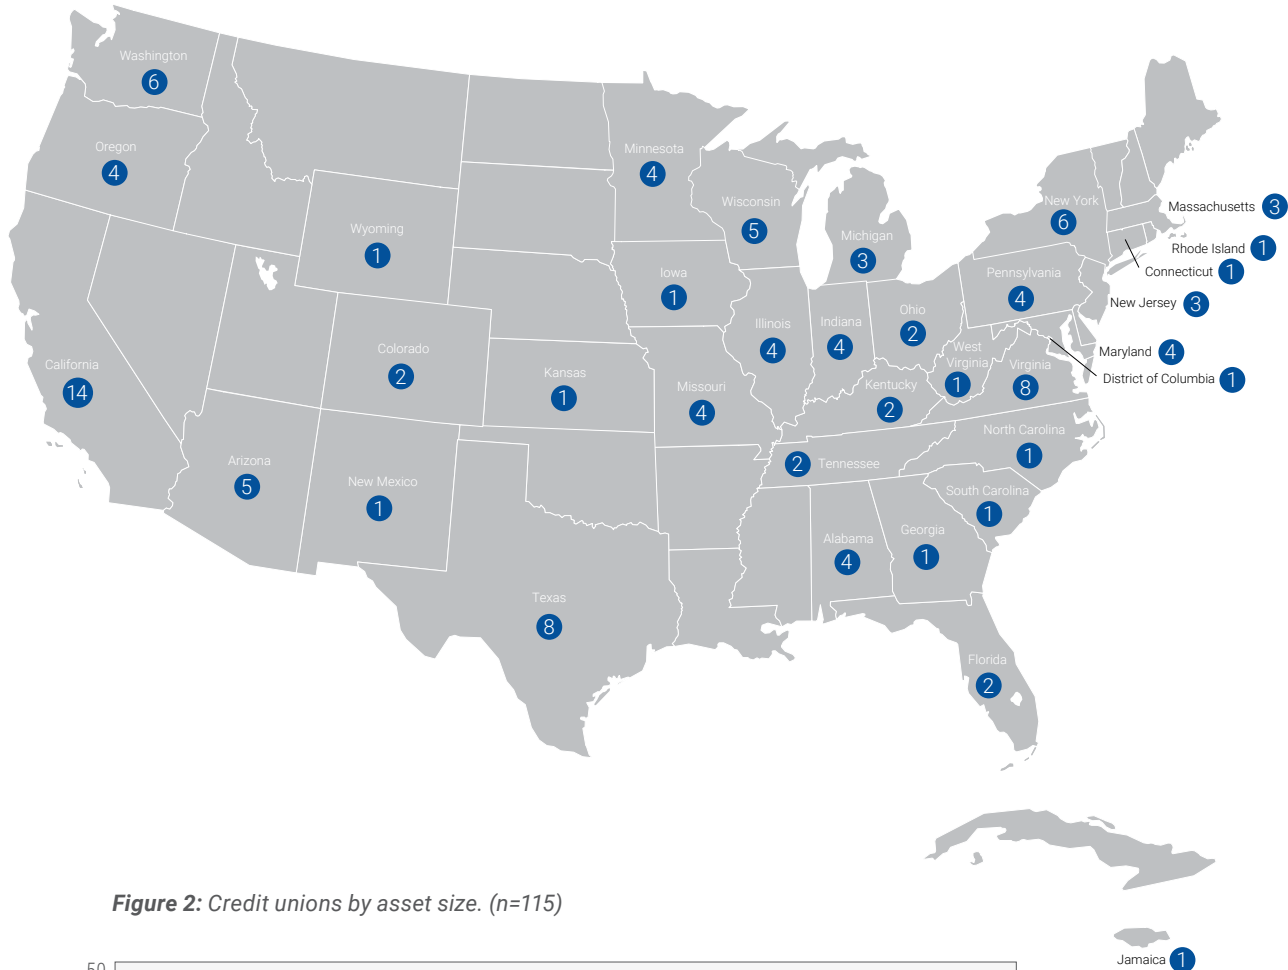 Washington
6
Oregon
4
Minnesota
4
Wisconsin
5
New York
6
Massachusetts 3
Wyoming
1
Michigan
3
Rhode Island 1
Connecticut 1
Iowa
1
Pennsylvania
4
New Jersey 3
Illinois
4
Indiana
4
Ohio
2
Maryland 4
West
Virginia
1
Virginia
8
District of Columbia 1
California
14
Colorado
2
Kansas
1
Missouri
4
Kentucky
2
North Carolina
1
2 Tennessee
Arizona
5
New Mexico
1
South Carolina
1
Alabama
4
Georgia
1
Texas
8
Florida
2
Figure 2: Credit unions by asset size. (n=115)
Jamaica 1
50